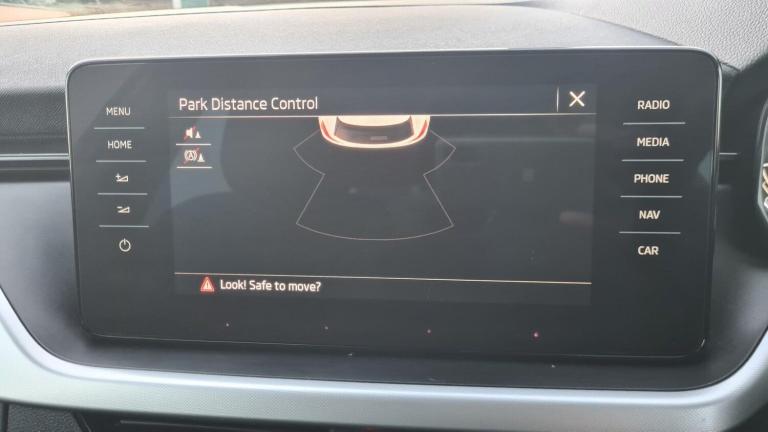 Park Distance Control
MENU
HOME
RADIO
MEDIA
PHONE
NAV
CAR
Look! Safe to move?